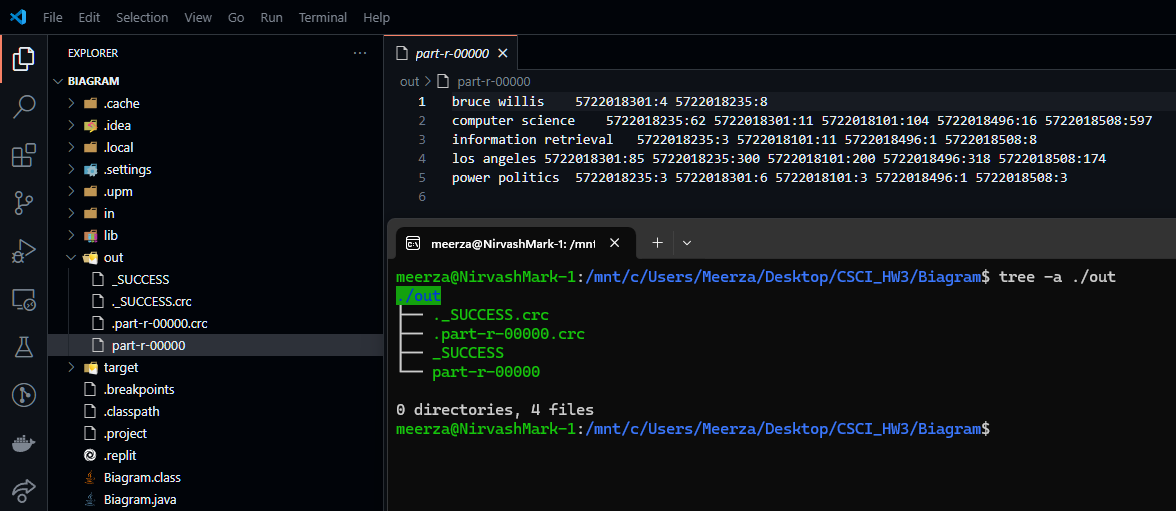 File Edit Selection View Go Run Terminal Help
EXPLORER ···
BIAGRAM
.cache
.idea
.local
.settings
.upm
in
lib
out
_SUCCESS
._SUCCESS.crc
.part-r-00000.crc
part-r-00000
target
.breakpoints
.classpath
.project
.replit
Biagram.class
Biagram.java
part-r-00000
out > part-r-00000
1 bruce willis 5722018301:4 5722018235:8
2 computer science 5722018235:62 5722018301:11 5722018101:104 5722018496:16 5722018508:597
3 information retrieval 5722018235:3 5722018101:11 5722018496:1 5722018508:8
4 los angeles 5722018301:85 5722018235:300 5722018101:200 5722018496:318 5722018508:174
5 power politics 5722018235:3 5722018301:6 5722018101:3 5722018496:1 5722018508:3
6
meerza@NirvashMark-1: /mnt
meerza@NirvashMark-1:/mnt/c/Users/Meerza/Desktop/CSCI_HW3/Biagram$ tree -a ./out
./out
├── ._SUCCESS.crc
├── .part-r-00000.crc
├── _SUCCESS
└── part-r-00000
0 directories, 4 files
meerza@NirvashMark-1:/mnt/c/Users/Meerza/Desktop/CSCI_HW3/Biagram$